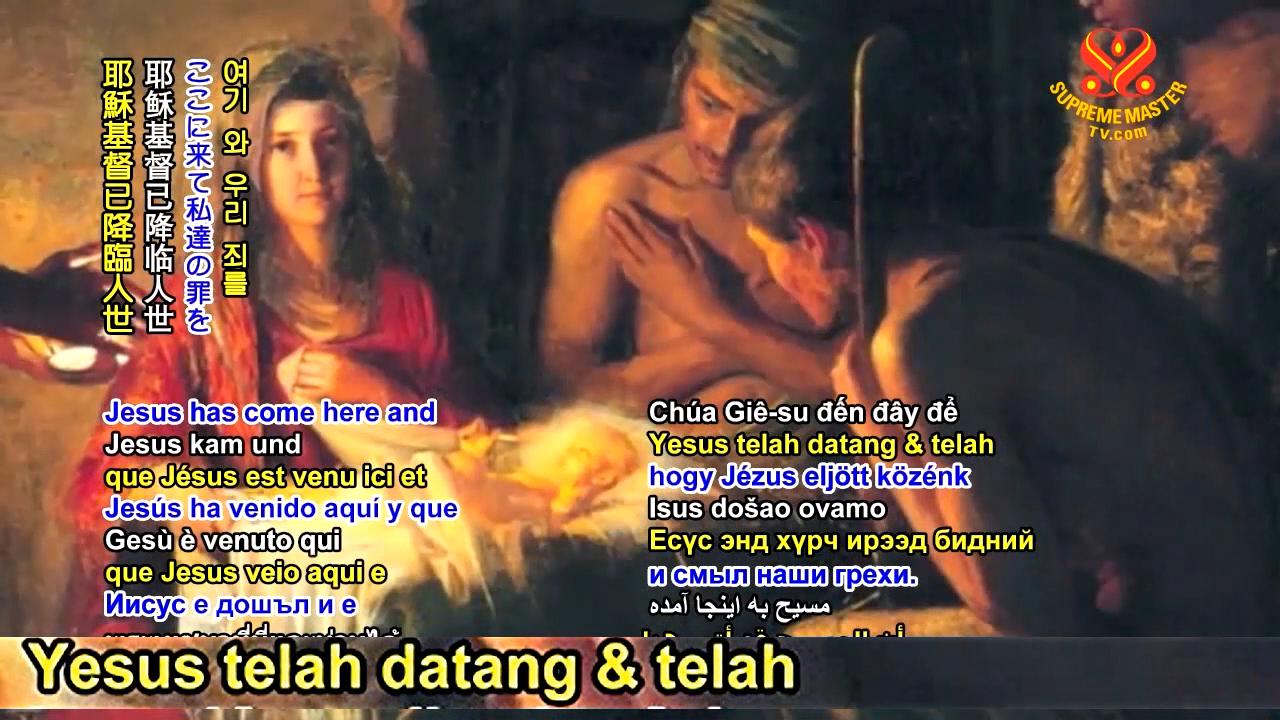 여기 와 우리 죄를
ここに来て私達の罪を
耶稣基督已降临人世
耶穌基督已降臨人世
SUPREME MASTER
TV.com
Jesus has come here and
Jesus kam und
que Jésus est venu ici et
Jesús ha venido aquí y que
Gesù è venuto qui
que Jesus veio aqui e
Иисус е дошъл и е
Chúa Giê-su đến đây để
Yesus telah datang & telah
hogy Jézus eljött közénk
Isus došao ovamo
Есүс энд хүрч ирээд бидний
и смыл наши грехи.
مسیح به اینجا آمده
Yesus telah datang & telah